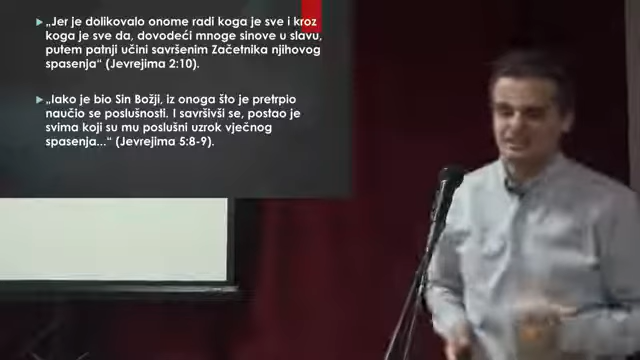 „Jer je dolikovalo onome radi koga je sve i kroz
koga je sve da, dovodeći mnoge sinove u slavu,
putem patnji učini savršenim Začetnika njihovog
spasenja“ (Jevrejima 2:10).
„Iako je bio Sin Božji, iz onoga što je pretrpio
naučio se poslušnosti. I savršivši se, postao je
svima koji su mu poslušni uzrok vječnog
spasenja...“ (Jevrejima 5:8-9).